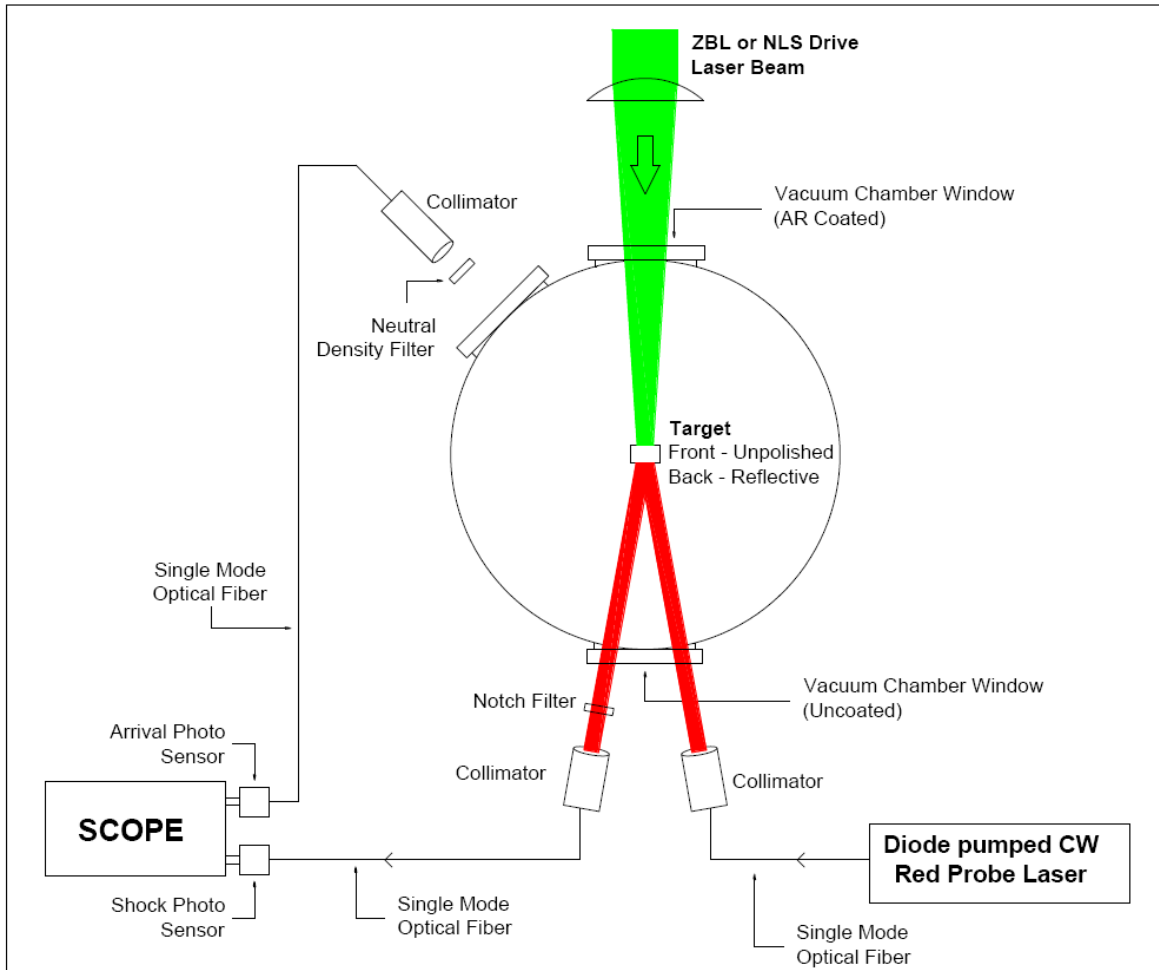 ZBL or NLS Drive
Laser Beam
Collimator
Vacuum Chamber Window
(AR Coated)
Neutral
Density Filter
Target
Front - Unpolished
Back - Reflective
Single Mode
Optical Fiber
Notch Filter
Vacuum Chamber Window
(Uncoated)
Arrival Photo
Sensor
Collimator
Collimator
SCOPE
Diode pumped CW
Red Probe Laser
Shock Photo
Sensor
Single Mode
Optical Fiber
Single Mode
Optical Fiber